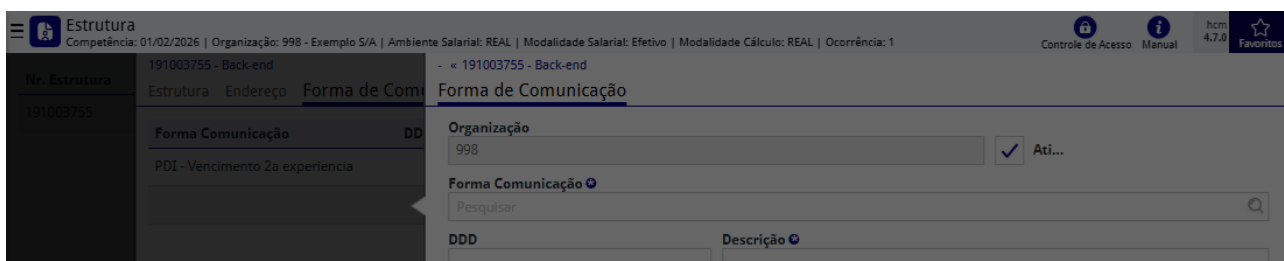 Estrutura
Competência: 01/02/2026 | Organização: 998 - Exemplo S/A | Ambiente Salarial: REAL | Modalidade Salarial: Efetivo | Modalidade Cálculo: REAL | Ocorrência: 1
Controle de Acesso
Manual
hcm
4.7.0
Favoritos
Nr. Estrutura
191003755
191003755 - Back-end
Estrutura Endereço Forma de Comu
Forma Comunicação DD
PDI - Vencimento 2a experiencia
- « 191003755 - Back-end
Forma de Comunicação
Organização
998
Ati...
Forma Comunicação
Pesquisar
DDD Descrição